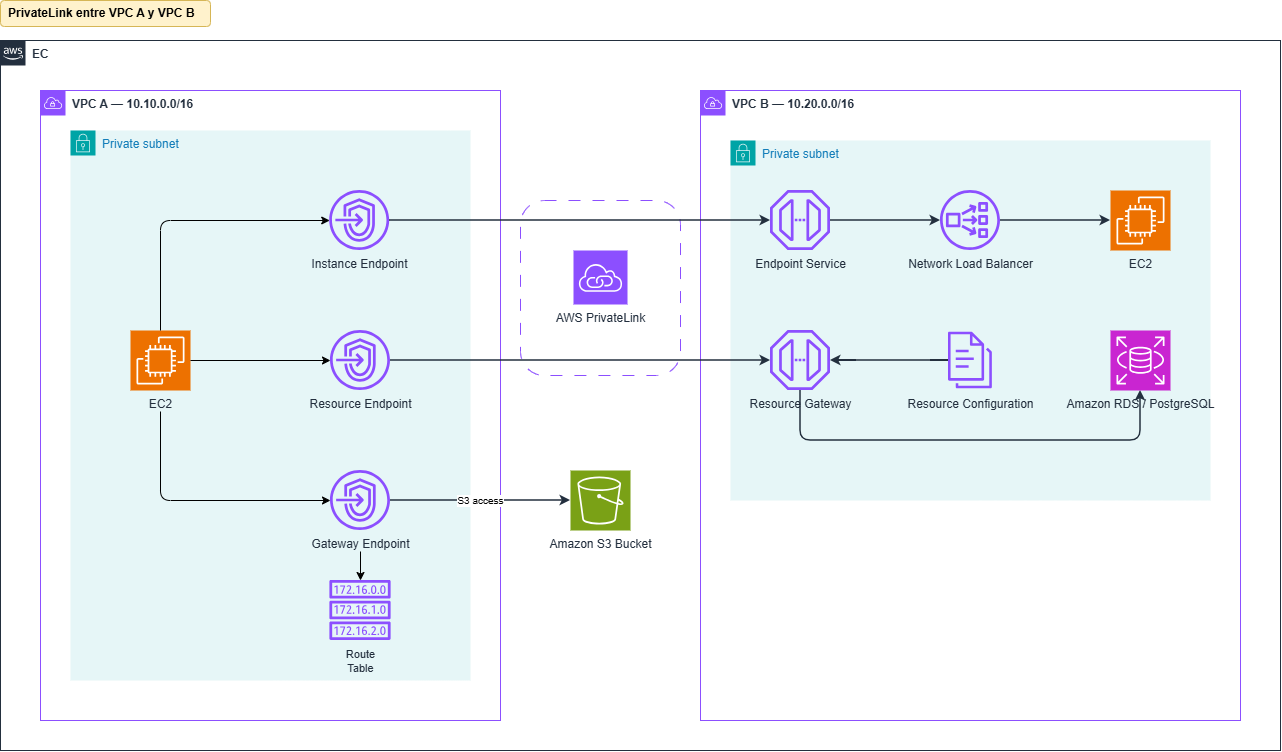 PrivateLink entre VPC A y VPC B
aws
EC
VPC A — 10.10.0.0/16
Private subnet
Instance Endpoint
EC2
Resource Endpoint
Gateway Endpoint
172.16.0.0
172.16.1.0
172.16.2.0
Route
Table
AWS PrivateLink
S3 access
Amazon S3 Bucket
VPC B — 10.20.0.0/16
Private subnet
Endpoint Service
Network Load Balancer
EC2
Resource Gateway
Resource Configuration
Amazon RDS / PostgreSQL